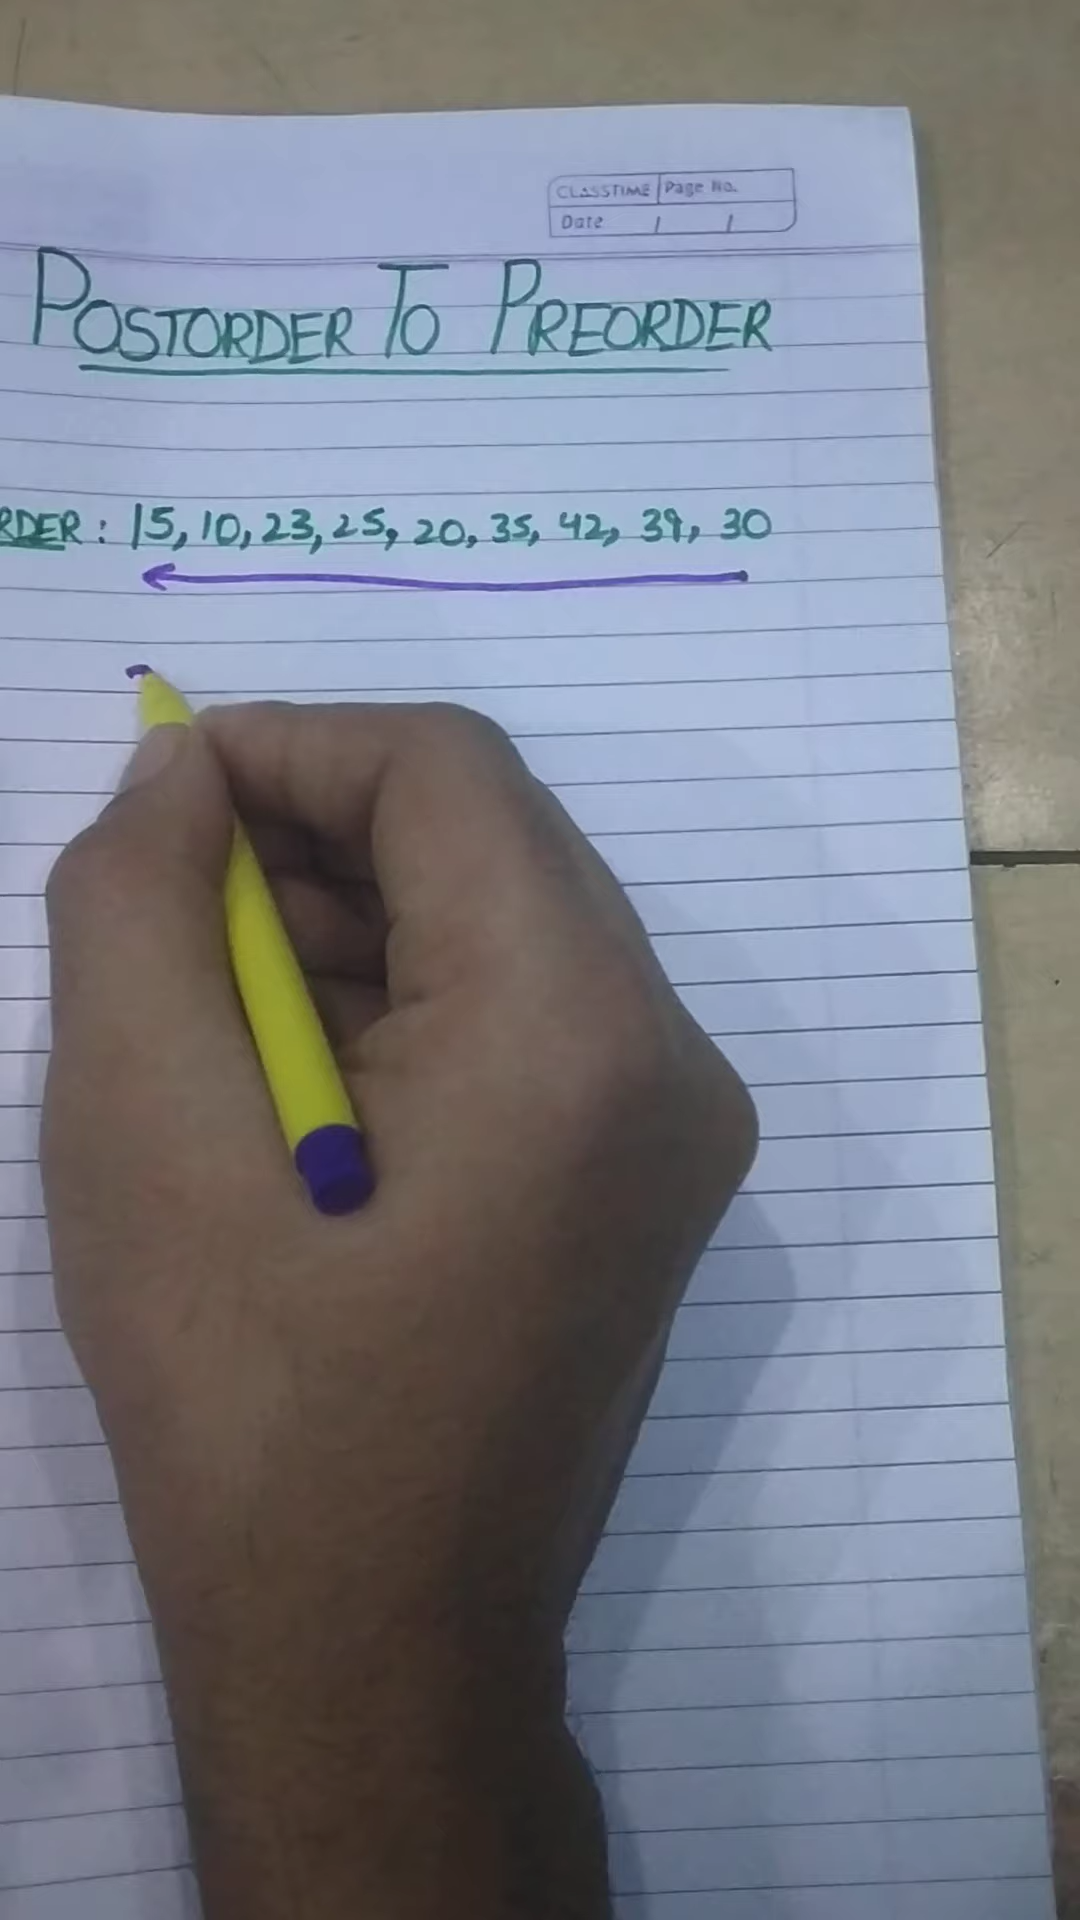 CLASSTIME Page No.
Date / /
POSTORDER TO PREORDER
RDER: 15, 10, 23, 25, 20, 35, 42, 39, 30